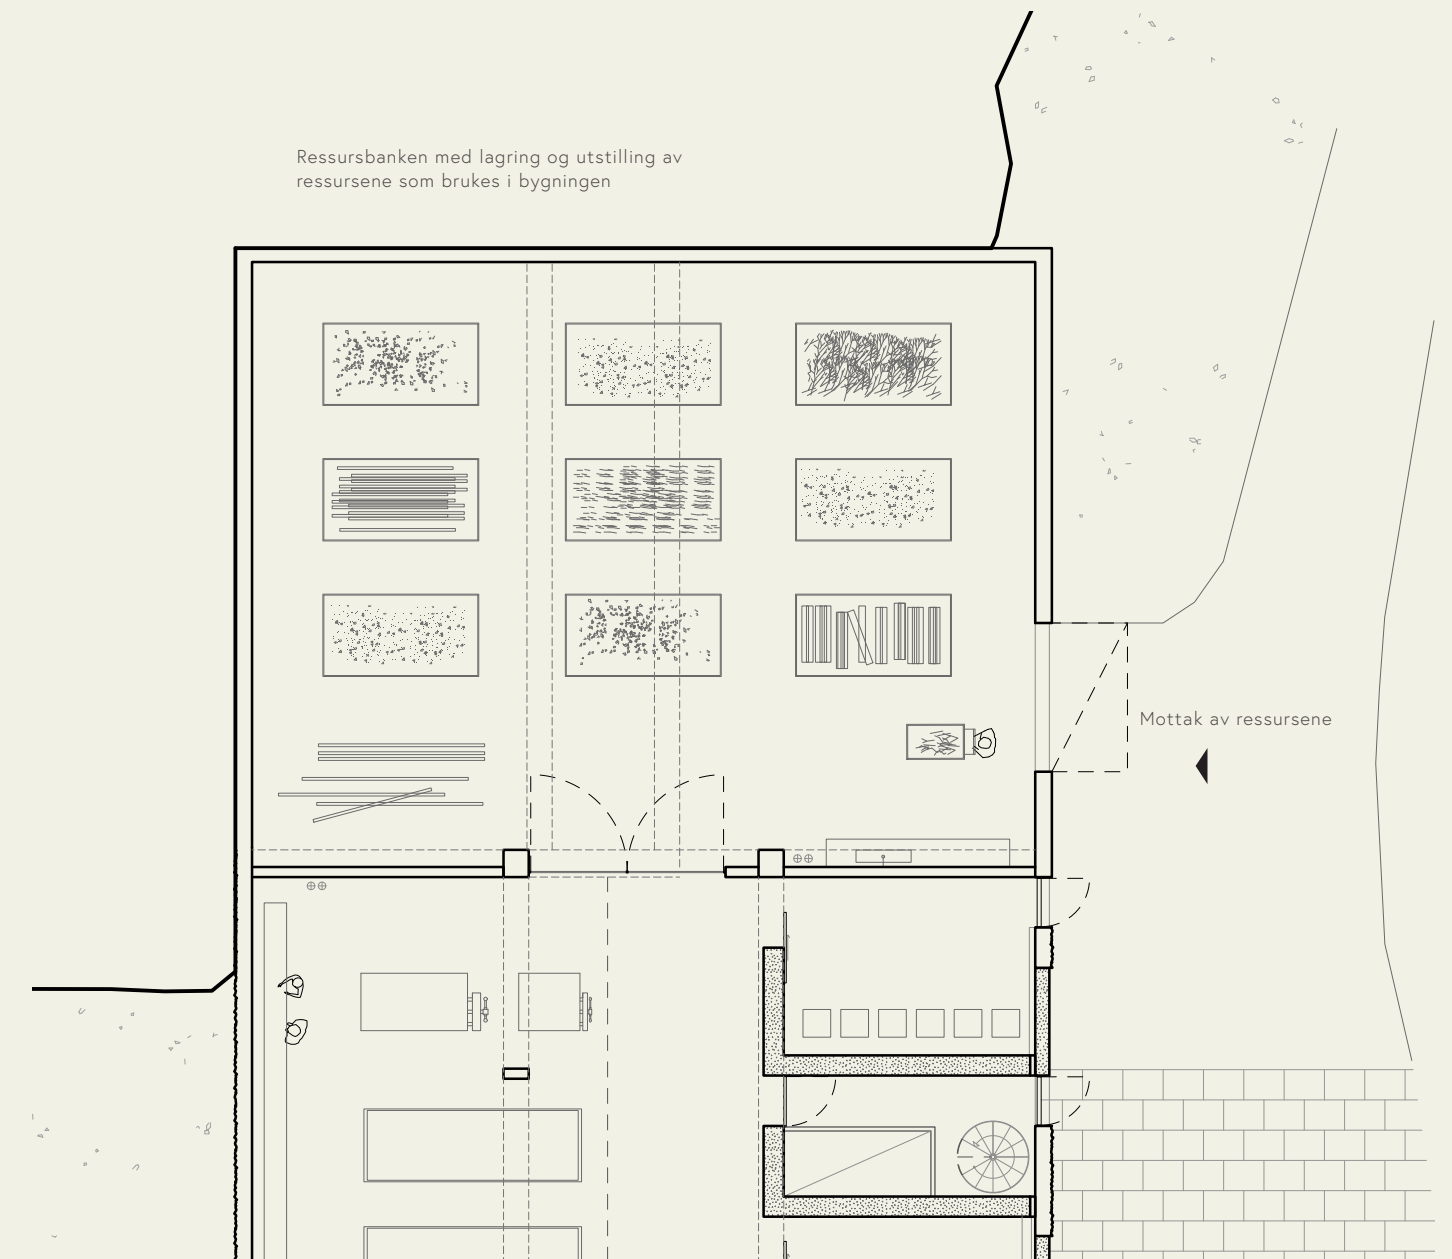 Ressursbanken med lagring og utstilling av
ressursene som brukes i bygningen
Mottak av ressursene